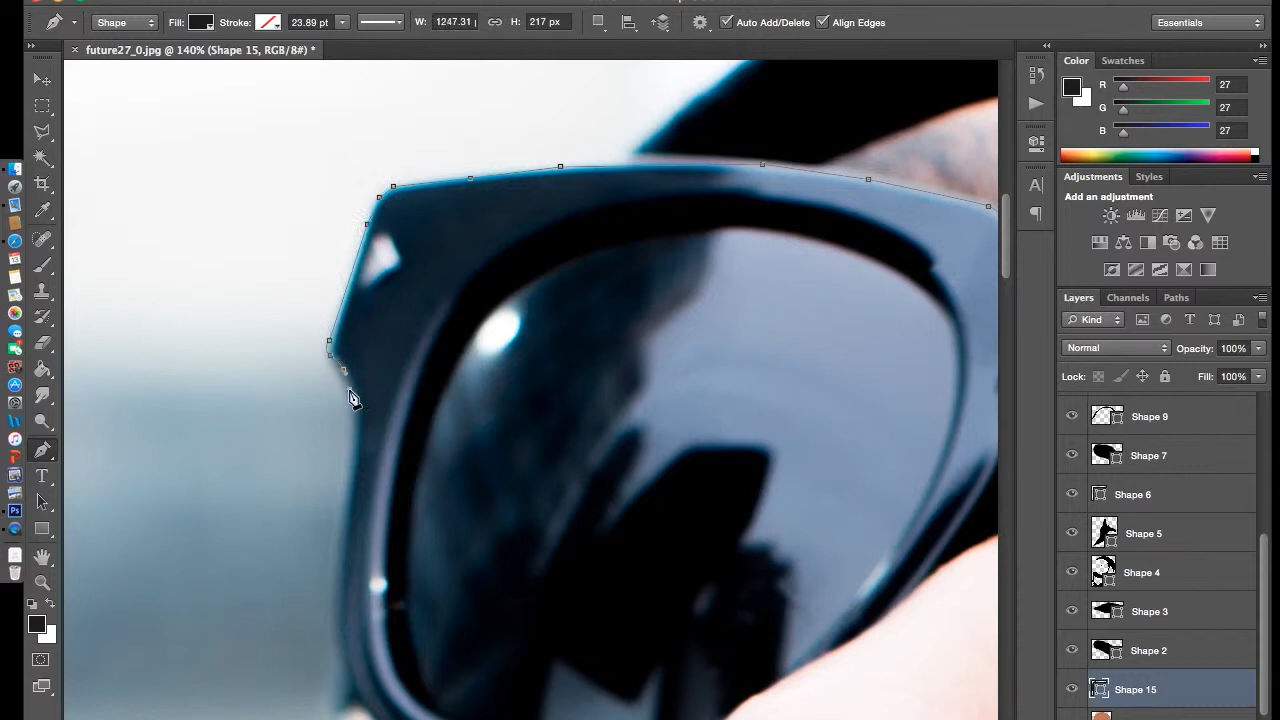 Shape Fill: Stroke: 23.89 pt W: 1247.31 H: 217 px Auto Add/Delete Align Edges Essentials
× future27_0.jpg @ 140% (Shape 15, RGB/8#) *
Color Swatches
R 27
G 27
B 27
Adjustments Styles
Add an adjustment
Layers Channels Paths
Kind T
Normal Opacity: 100%
Lock: Fill: 100%
Shape 9
Shape 7
Shape 6
Shape 5
Shape 4
Shape 3
Shape 2
Shape 15
A
T
Ps